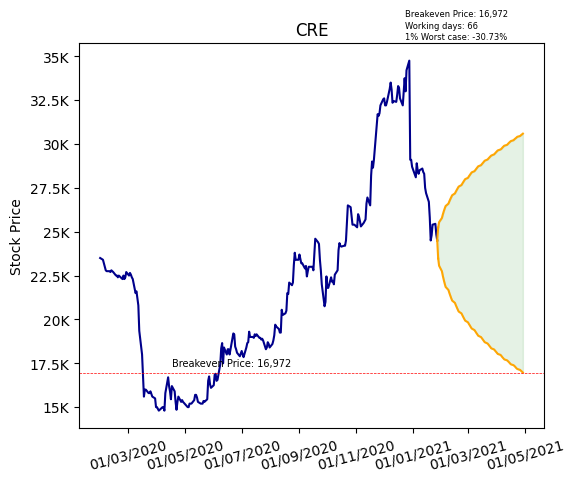 Breakeven Price: 16,972
Working days: 66
1% Worst case: -30.73%
CRE
Stock Price
35K
32.5K
30K
27.5K
25K
22.5K
20K
17.5K
15K
Breakeven Price: 16,972
01/03/2020
01/05/2020
01/07/2020
01/09/2020
01/11/2020
01/01/2021
01/03/2021
01/05/2021